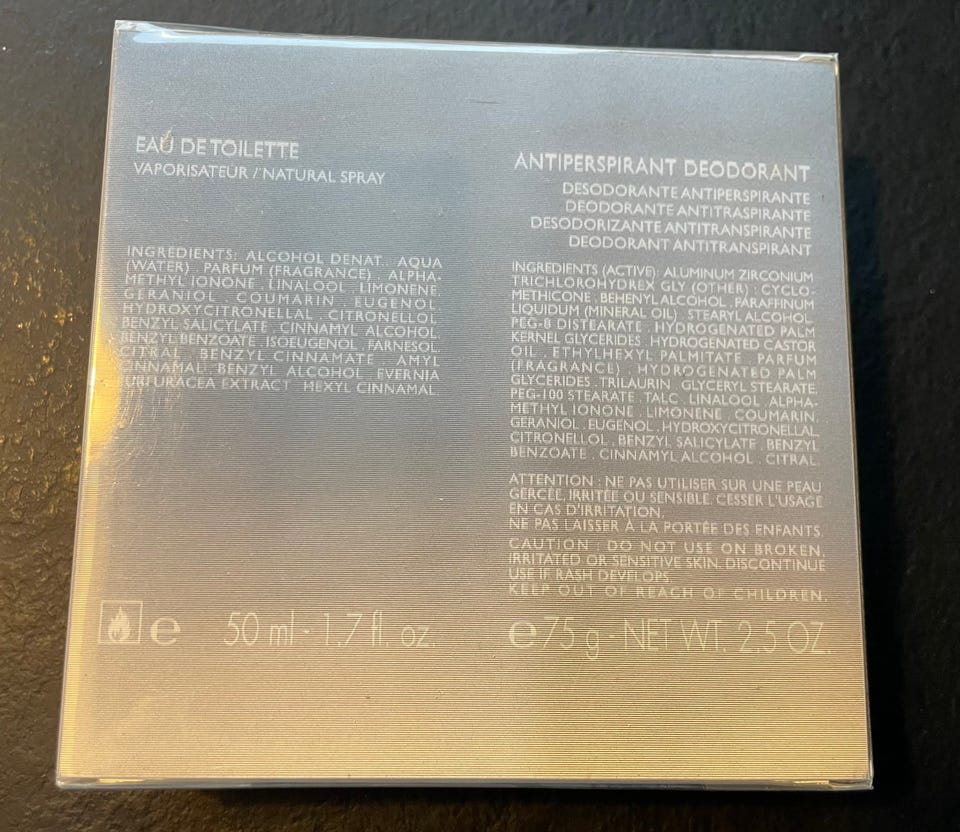 EAU DE TOILETTE
VAPORISATEUR / NATURAL SPRAY
INGREDIENTS: ALCOHOL DENAT. . AQUA
(WATER) . PARFUM (FRAGRANCE) . ALPHA-
METHYL IONONE . LINALOOL . LIMONENE .
GERANIOL . COUMARIN . EUGENOL .
HYDROXYCITRONELLAL . CITRONELLOL .
BENZYL SALICYLATE . CINNAMYL ALCOHOL .
BENZYL BENZOATE . ISOEUGENOL . FARNESOL .
CITRAL . BENZYL CINNAMATE . AMYL
CINNAMAL . BENZYL ALCOHOL . EVERNIA
FURFURACEA EXTRACT . HEXYL CINNAMAL.
e 50 ml - 1.7 fl. oz.
ANTIPERSPIRANT DEODORANT
DESODORANTE ANTIPERSPIRANTE
DEODORANTE ANTITRASPIRANTE
DESODORIZANTE ANTITRANSPIRANTE
DEODORANT ANTITRANSPIRANT
INGREDIENTS (ACTIVE): ALUMINUM ZIRCONIUM
TRICHLOROHYDREX GLY (OTHER) : CYCLO-
METHICONE . BEHENYL ALCOHOL . PARAFFINUM
LIQUIDUM (MINERAL OIL) . STEARYL ALCOHOL .
PEG-8 DISTEARATE . HYDROGENATED PALM
KERNEL GLYCERIDES . HYDROGENATED CASTOR
OIL . ETHYLHEXYL PALMITATE . PARFUM
(FRAGRANCE) . HYDROGENATED PALM
GLYCERIDES . TRILAURIN . GLYCERYL STEARATE .
PEG-100 STEARATE . TALC . LINALOOL . ALPHA-
METHYL IONONE . LIMONENE . COUMARIN .
GERANIOL . EUGENOL . HYDROXYCITRONELLAL .
CITRONELLOL . BENZYL SALICYLATE . BENZYL
BENZOATE . CINNAMYL ALCOHOL . CITRAL.
ATTENTION : NE PAS UTILISER SUR UNE PEAU
GERCÉE, IRRITÉE OU SENSIBLE. CESSER L'USAGE
EN CAS D'IRRITATION.
NE PAS LAISSER À LA PORTÉE DES ENFANTS.
CAUTION : DO NOT USE ON BROKEN,
IRRITATED OR SENSITIVE SKIN. DISCONTINUE
USE IF RASH DEVELOPS.
KEEP OUT OF REACH OF CHILDREN.
e 75 g - NET WT. 2.5 OZ.